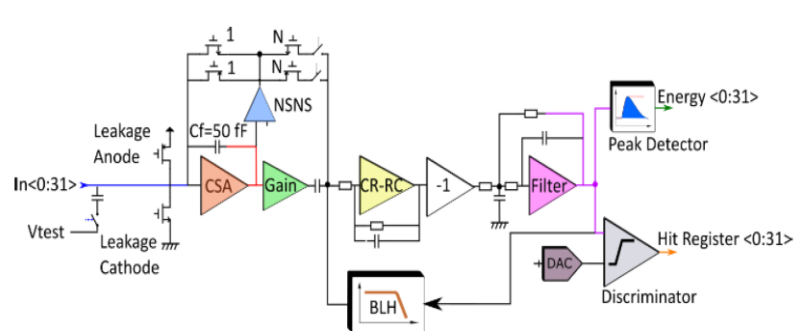 1
N
1
N
NSNS
Energy <0:31>
Leakage
Anode
Cf=50 fF
Peak Detector
In<0:31>
CSA
Gain
CR-RC
-1
Filter
Vtest
Leakage
Cathode
Hit Register <0:31>
DAC
Discriminator
BLH